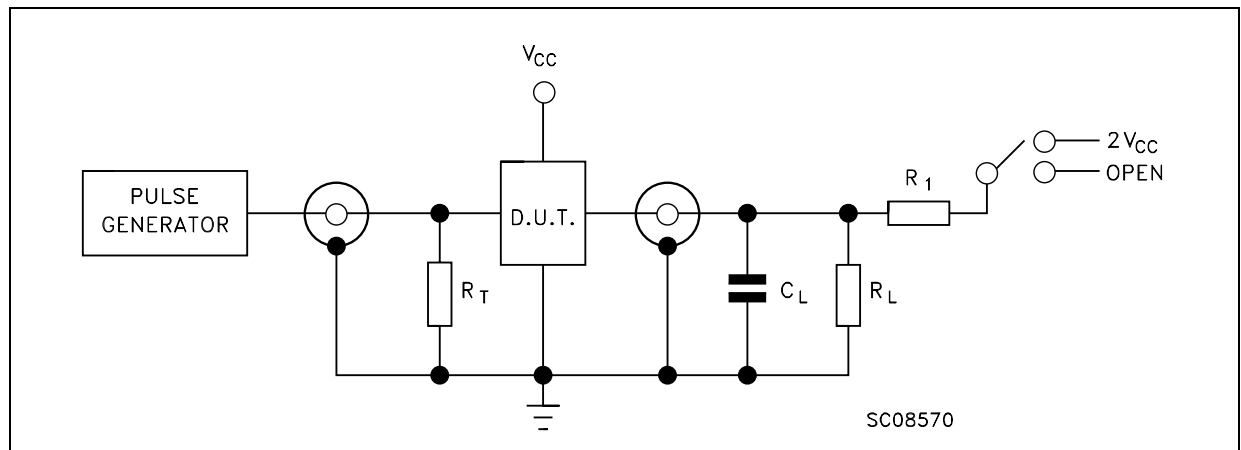 VCC
2VCC
OPEN
R1
PULSE
GENERATOR
D.U.T.
RT
CL
RL
SC08570